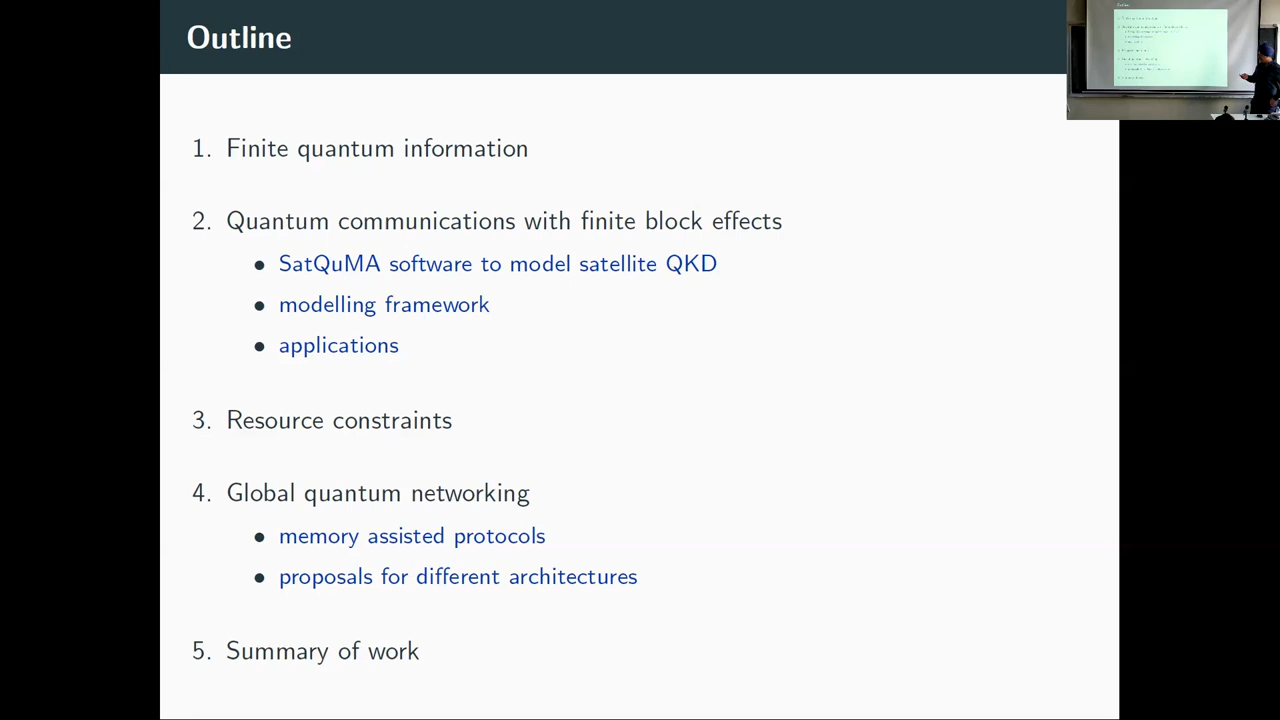 Outline
1. Finite quantum information
2. Quantum communications with finite block effects
• SatQuMA software to model satellite QKD
• modelling framework
• applications
3. Resource constraints
4. Global quantum networking
• memory assisted protocols
• proposals for different architectures
5. Summary of work